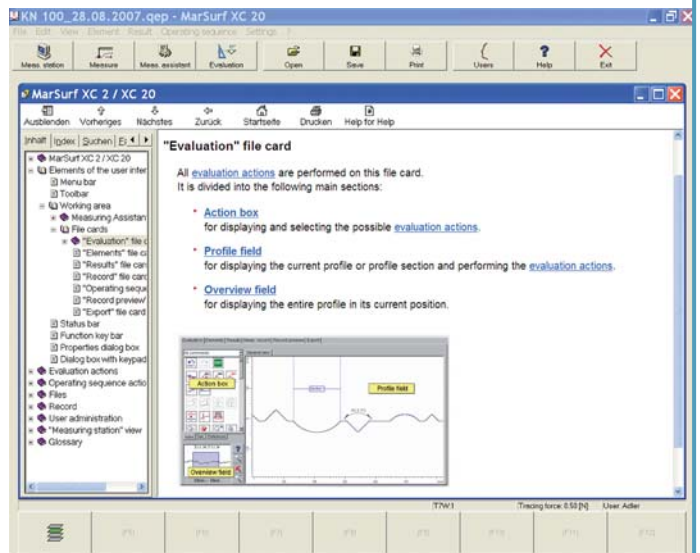 KN 100_28.08.2007.qep - MarSurf XC 20
File Edit View Element Result Operating sequence Settings ?
Meas. station Measure Meas. assistent Evaluation Open Save Print Users Help Exit
MarSurf XC 2 / XC 20
Ausblenden Vorheriges Nächstes Zurück Startseite Drucken Help for Help
Inhalt Index Suchen
MarSurf XC 2 / XC 20
Elements of the user inter
Menu bar
Toolbar
Working area
Measuring Assistan
File cards
"Evaluation" file c
"Elements" file ca
"Results" file card
"Record" file card
"Operating seque
"Record preview"
"Export" file card
Status bar
Function key bar
Properties dialog box
Dialog box with keypad
Evaluation actions
Operating sequence actio
Files
Record
User administration
"Measuring station" view
Glossary
"Evaluation" file card
All evaluation actions are performed on this file card.
It is divided into the following main sections:
Action box
for displaying and selecting the possible evaluation actions.
Profile field
for displaying the current profile or profile section and performing the evaluation actions.
Overview field
for displaying the entire profile in its current position.
Action box
Profile field
Overview field
T7W1 Tracing force: 0.50 [N] User: Adler